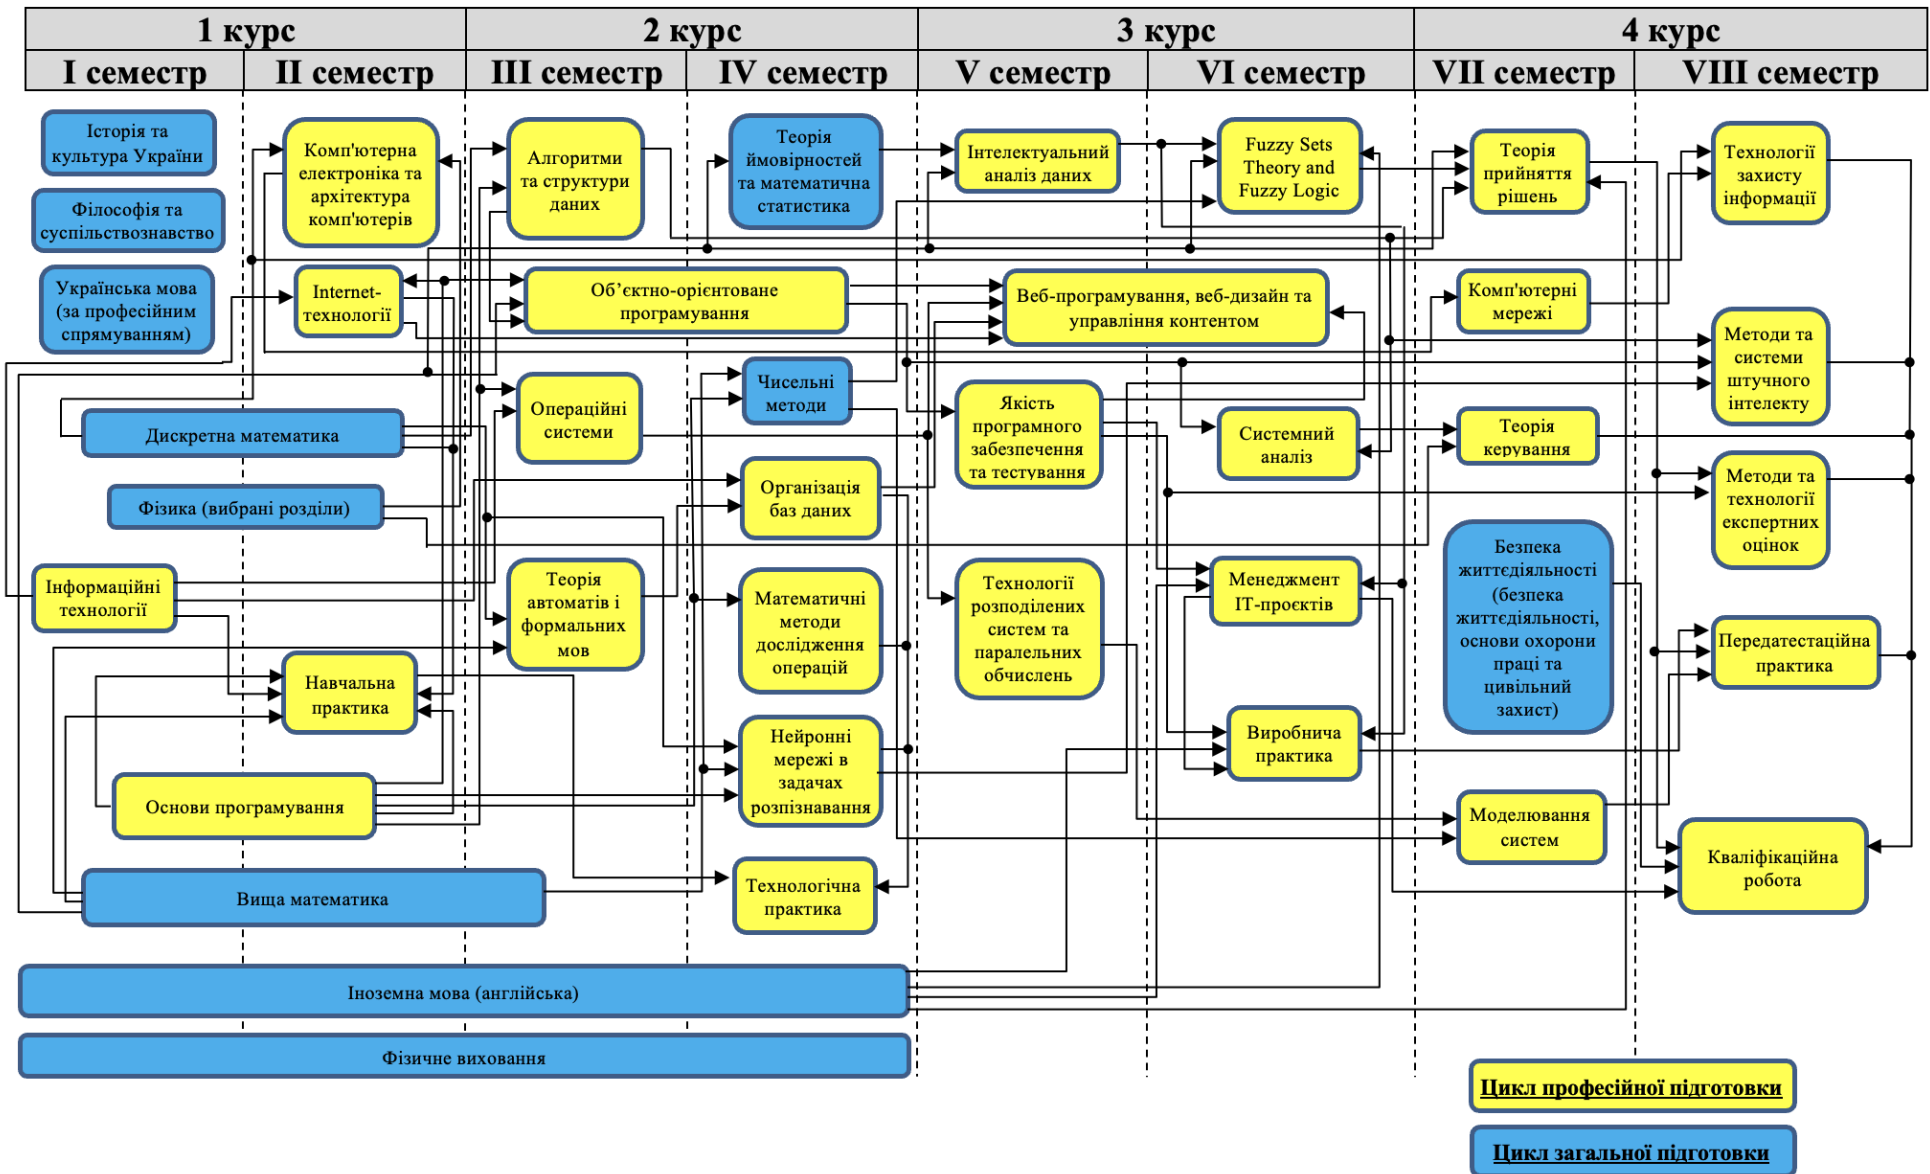 1 курс
2 курс
3 курс
4 курс
I семестр
II семестр
III семестр
IV семестр
V семестр
VI семестр
VII семестр
VIII семестр
Історія та
культура України
Філософія та
суспільствознавство
Українська мова
(за професійним
спрямуванням)
Дискретна математика
Фізика (вибрані розділи)
Інформаційні
технології
Основи програмування
Вища математика
Іноземна мова (англійська)
Фізичне виховання
Комп'ютерна
електроніка та
архітектура
комп'ютерів
Internet-
технології
Навчальна
практика
Алгоритми
та структури
даних
Об’єктно-орієнтоване
програмування
Операційні
системи
Теорія
автоматів і
формальних
мов
Теорія
ймовірностей
та математична
статистика
Чисельні
методи
Організація
баз даних
Математичні
методи
дослідження
операцій
Нейронні
мережі в
задачах
розпізнавання
Технологічна
практика
Інтелектуальний
аналіз даних
Веб-програмування, веб-дизайн та
управління контентом
Якість
програмного
забезпечення
та тестування
Технології
розподілених
систем та
паралельних
обчислень
Fuzzy Sets
Theory and
Fuzzy Logic
Системний
аналіз
Менеджмент
ІТ-проєктів
Виробнича
практика
Теорія
прийняття
рішень
Комп'ютерні
мережі
Теорія
керування
Безпека
життєдіяльності
(безпека
життєдіяльності,
основи охорони
праці та
цивільний
захист)
Моделювання
систем
Технології
захисту
інформації
Методи та
системи
штучного
інтелекту
Методи та
технології
експертних
оцінок
Передатестаційна
практика
Кваліфікаційна
робота
Цикл професійної підготовки
Цикл загальної підготовки